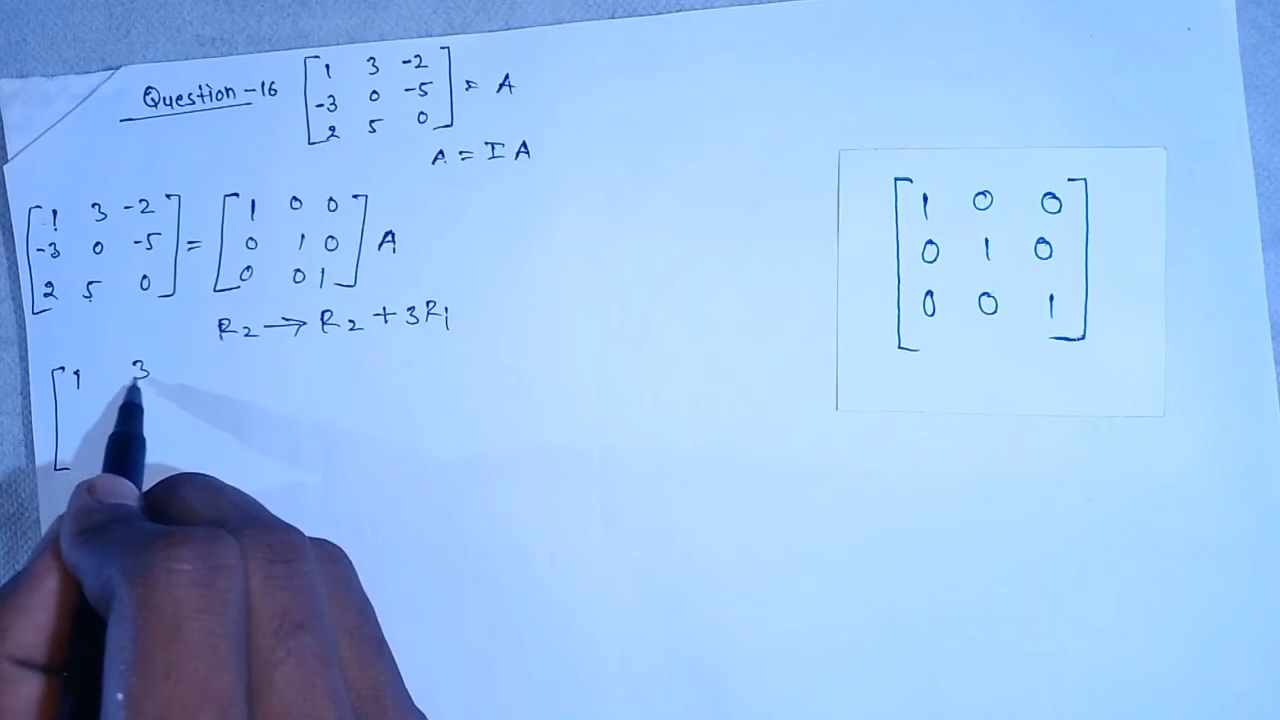 Question-16 [1 3 -2
-3 0 -5
2 5 0] = A
A = I A
[1 3 -2
-3 0 -5
2 5 0] = [1 0 0
0 1 0
0 0 1] A
R2 → R2 + 3R1
[1 3
[1 0 0
0 1 0
0 0 1]